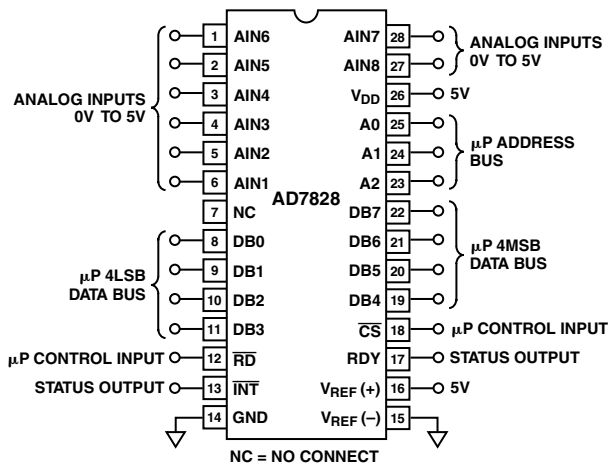 1 AIN6 AIN7 28
2 AIN5 AIN8 27
ANALOG INPUTS
0V TO 5V
ANALOG INPUTS
0V TO 5V
3 AIN4 VDD 26 5V
4 AIN3 A0 25
5 AIN2 A1 24
6 AIN1 A2 23
μP ADDRESS
BUS
AD7828
7 NC DB7 22
8 DB0 DB6 21
9 DB1 DB5 20
10 DB2 DB4 19
μP 4LSB
DATA BUS
μP 4MSB
DATA BUS
11 DB3 C̅S̅ 18 μP CONTROL INPUT
μP CONTROL INPUT 12 R̅D̅ RDY 17 STATUS OUTPUT
STATUS OUTPUT 13 I̅N̅T̅ VREF (+) 16 5V
14 GND VREF (–) 15
NC = NO CONNECT